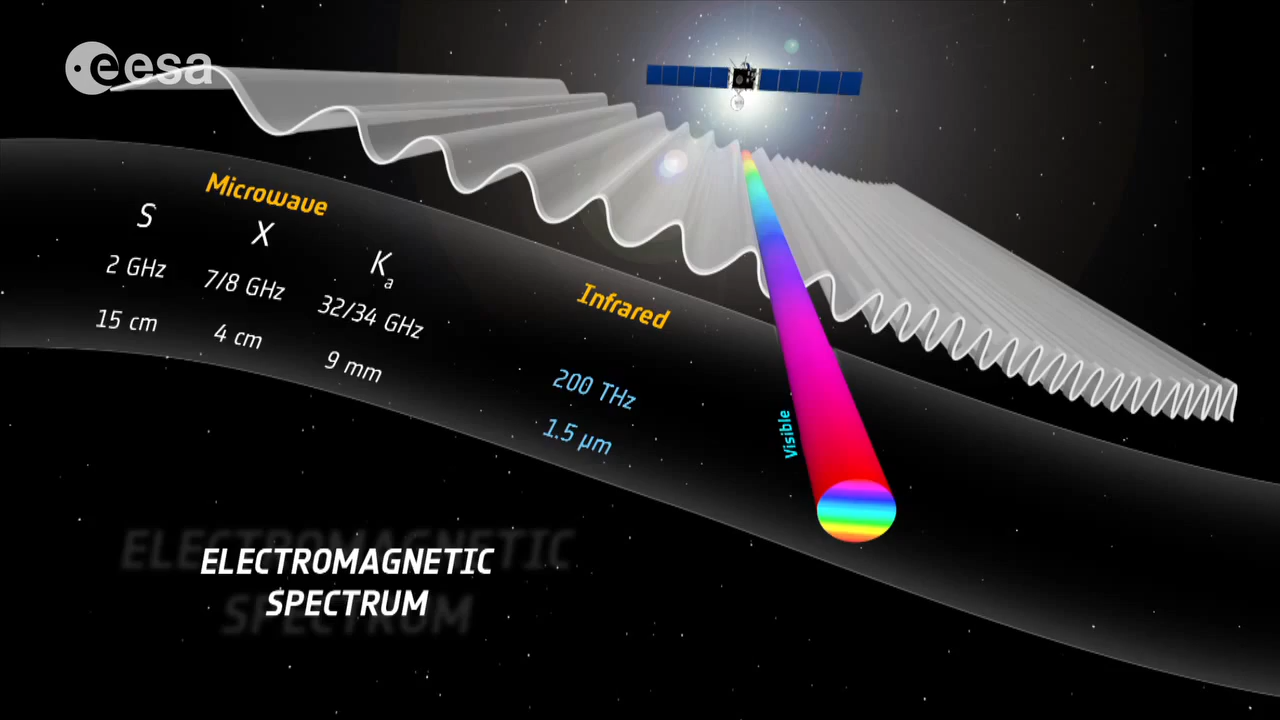 esa
Microwave
S X Ka
2 GHz 7/8 GHz 32/34 GHz
15 cm 4 cm 9 mm
Infrared
200 THz
1.5 µm
Visible
ELECTROMAGNETIC
SPECTRUM